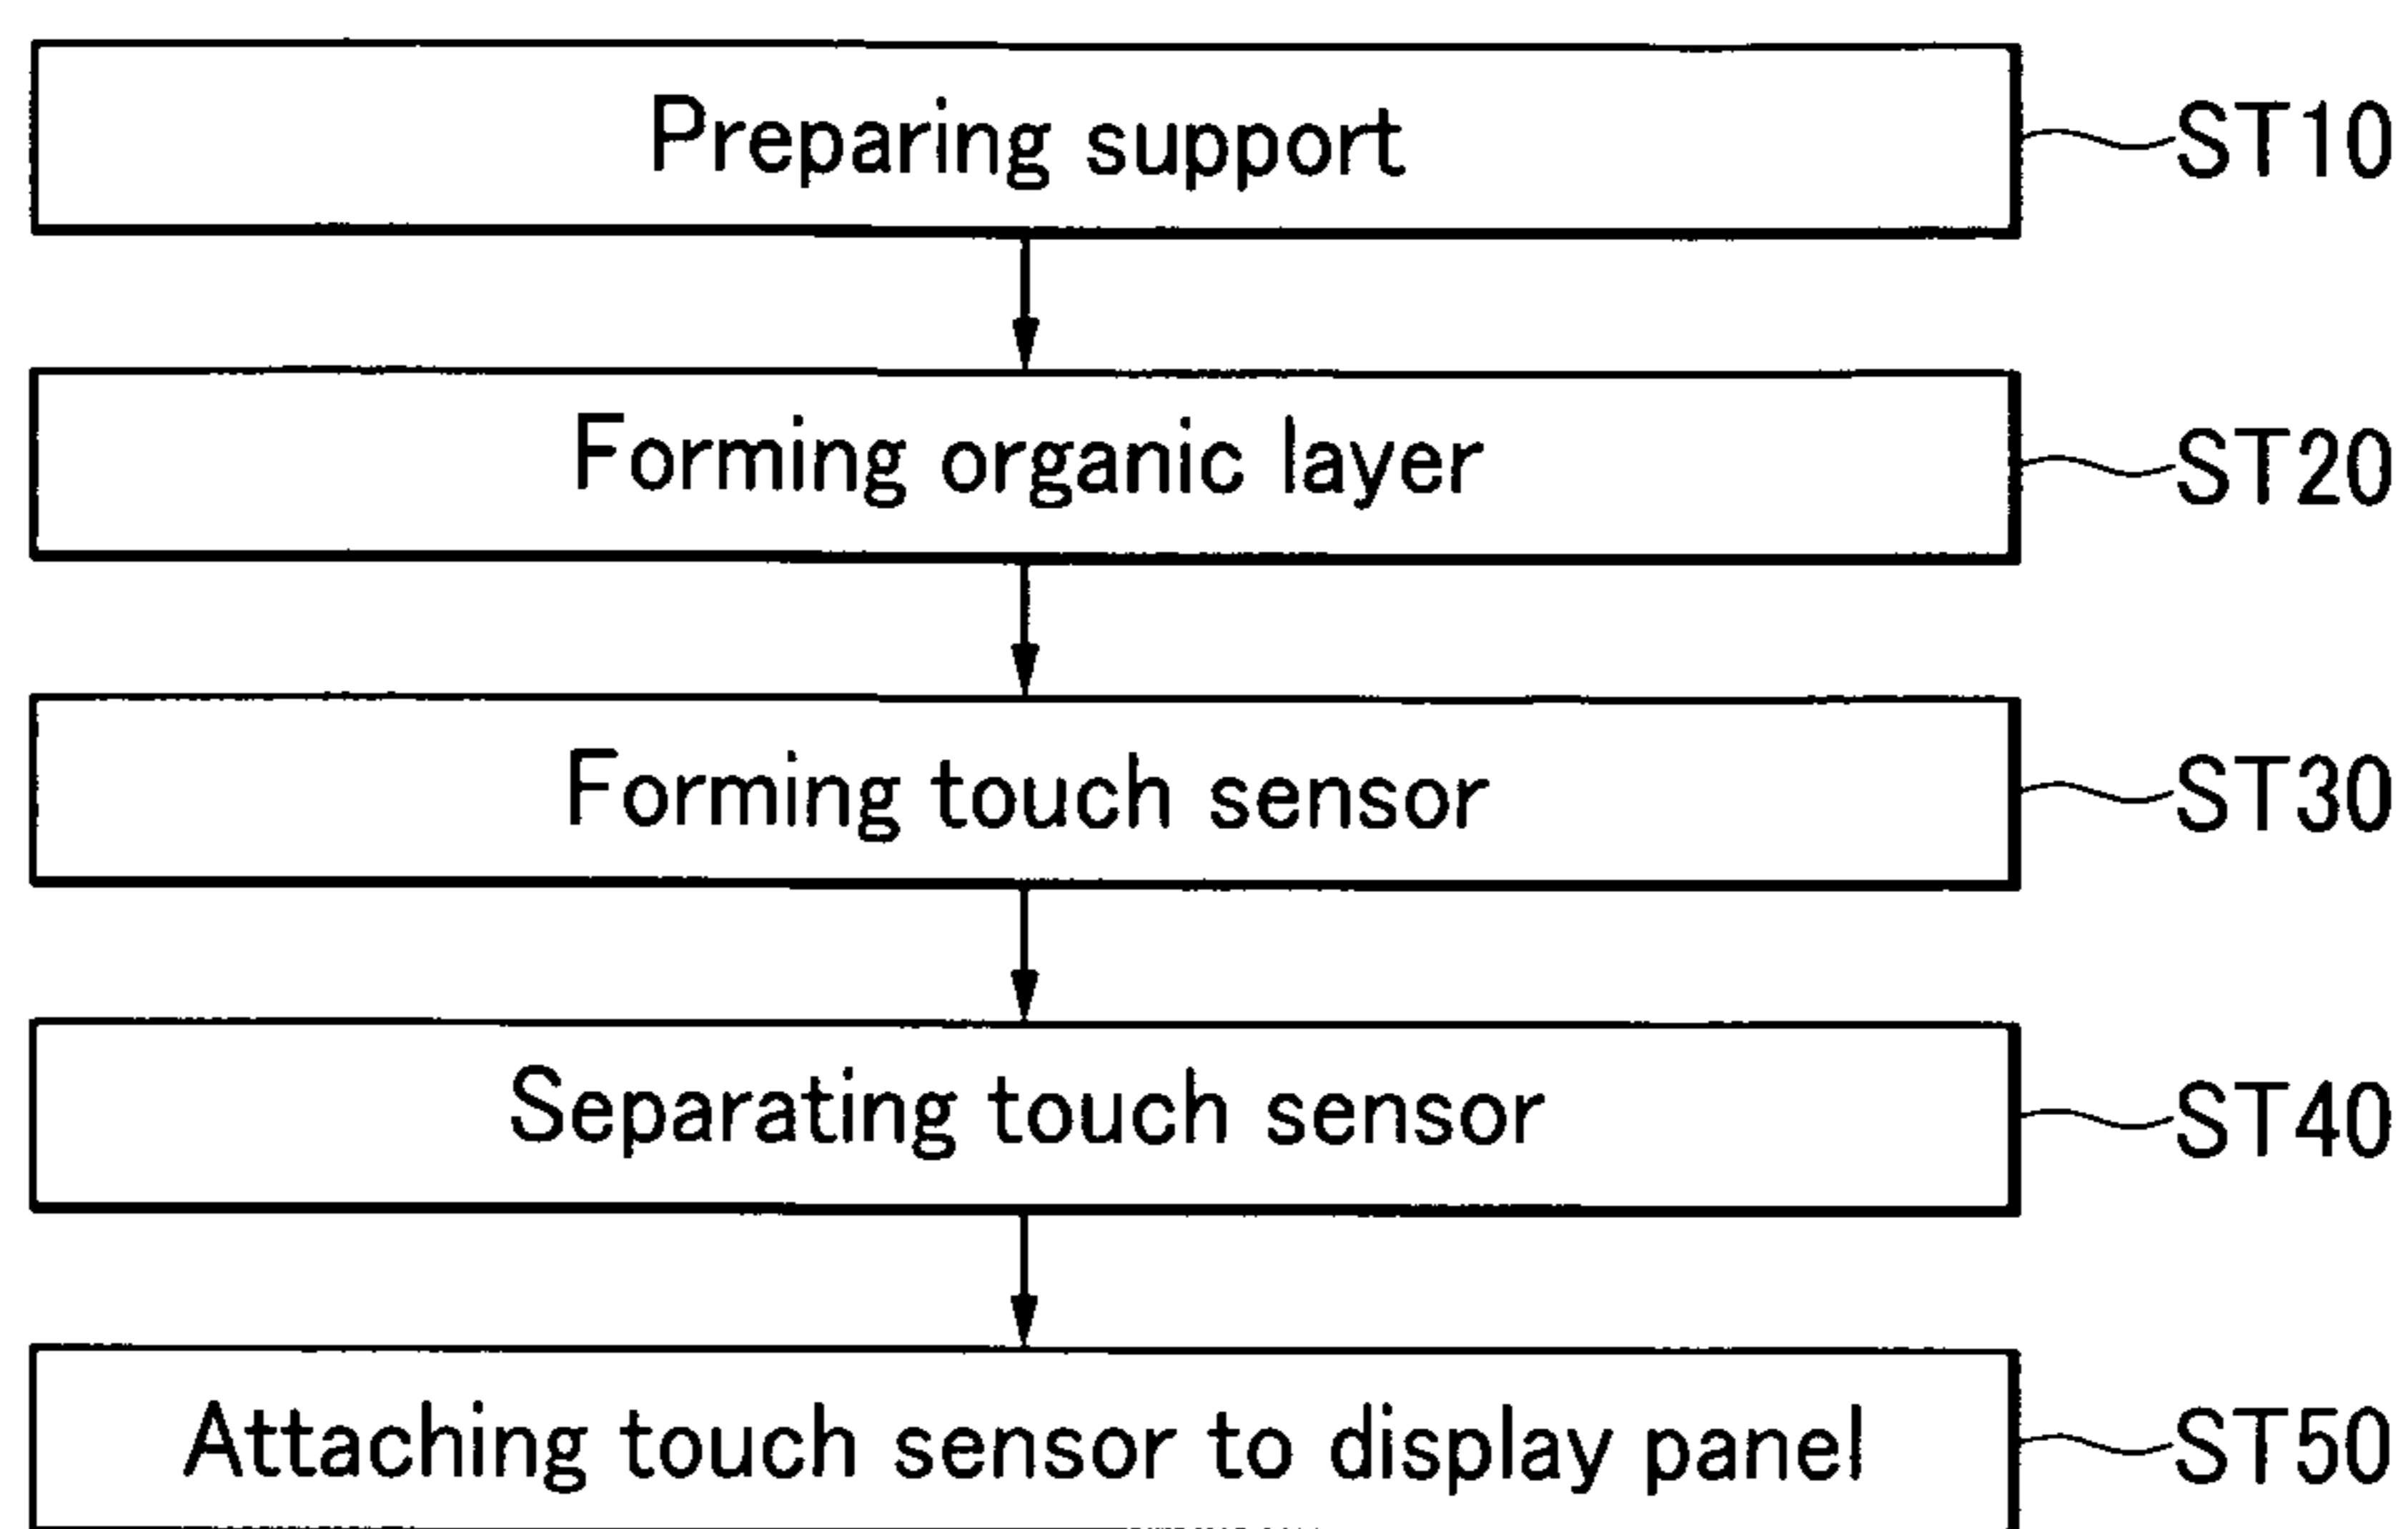 Preparing support ST10
Forming organic layer ST20
Forming touch sensor ST30
Separating touch sensor ST40
Attaching touch sensor to display panel ST50